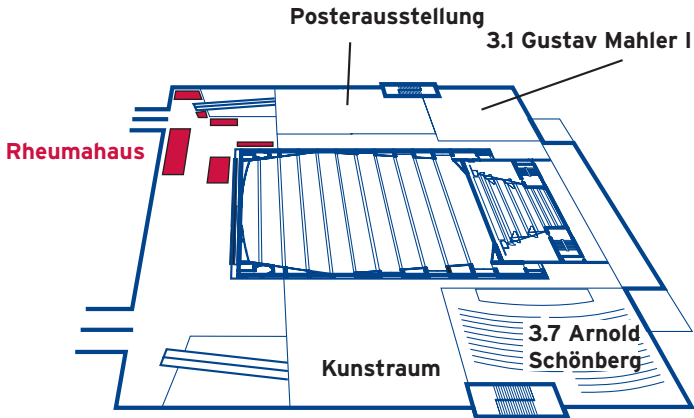 Posterausstellung
3.1 Gustav Mahler I
Rheumahaus
3.7 Arnold
Schönberg
Kunstraum